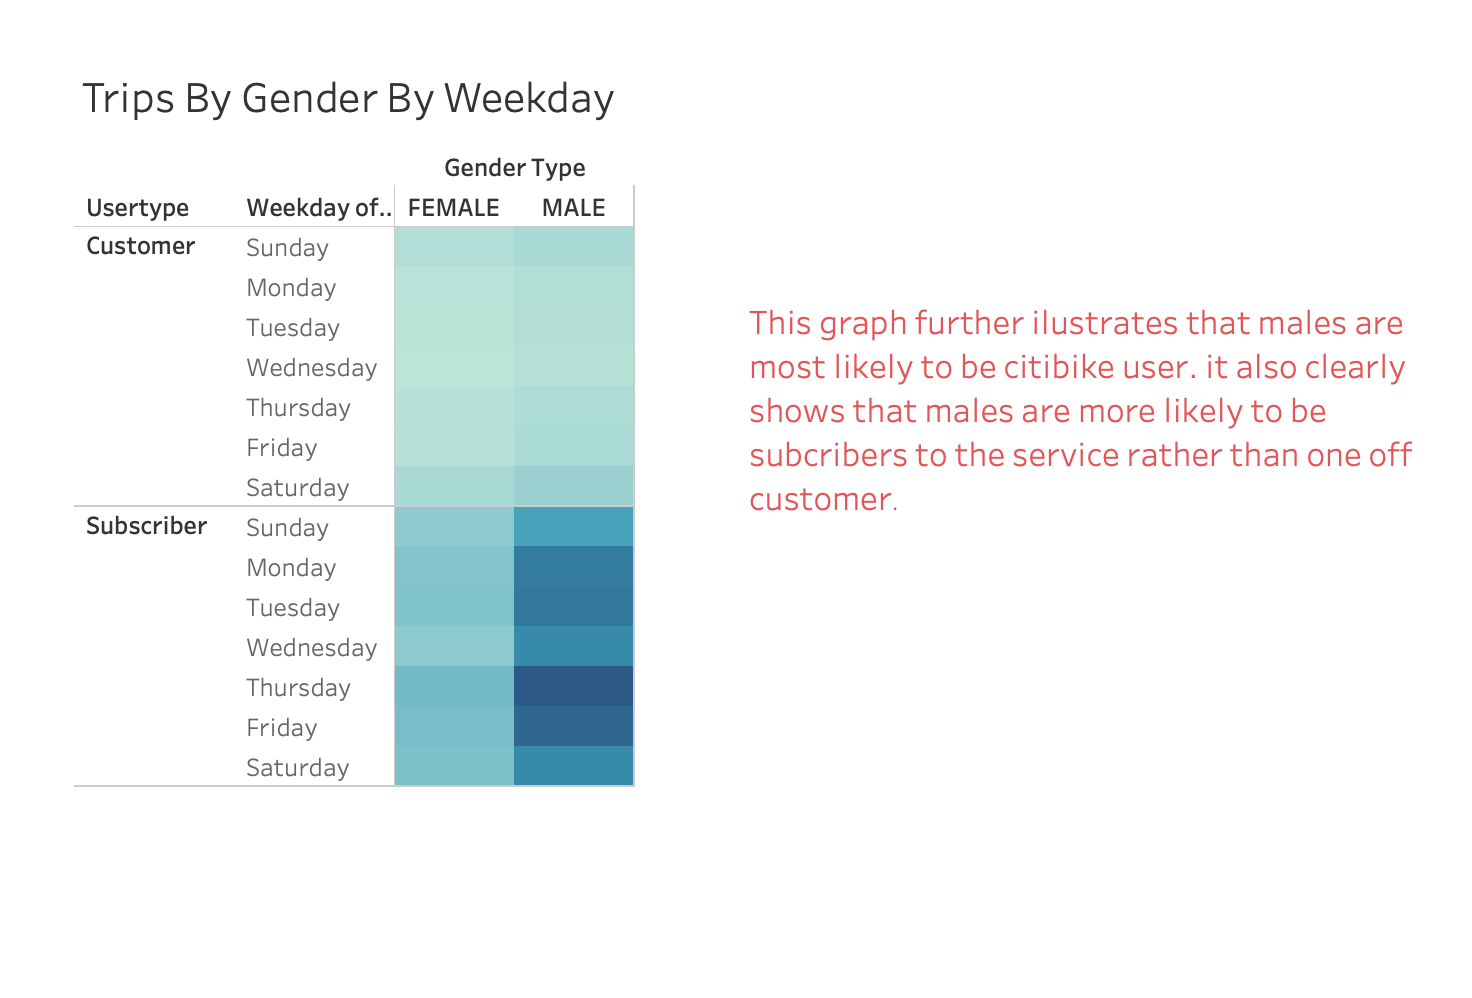 Trips By Gender By Weekday
Gender Type
Usertype Weekday of.. FEMALE MALE
Customer Sunday
Monday
Tuesday
Wednesday
Thursday
Friday
Saturday
Subscriber Sunday
Monday
Tuesday
Wednesday
Thursday
Friday
Saturday
This graph further ilustrates that males are
most likely to be citibike user. it also clearly
shows that males are more likely to be
subcribers to the service rather than one off
customer.